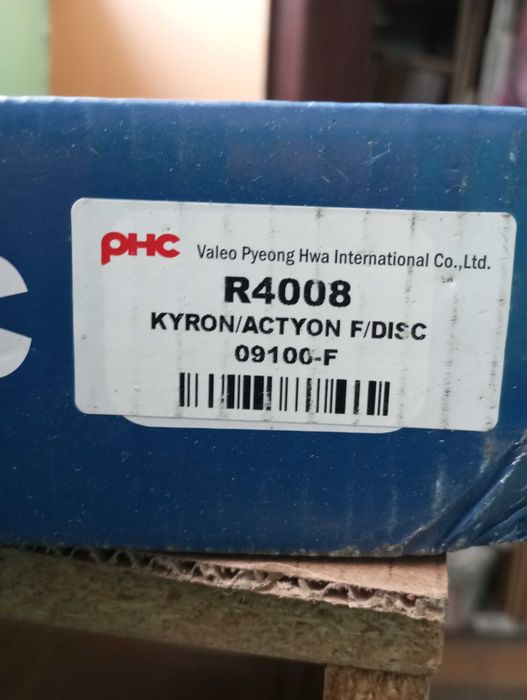 PHC Valeo Pyeong Hwa International Co.,Ltd.
R4008
KYRON/ACTYON F/DISC
09100-F